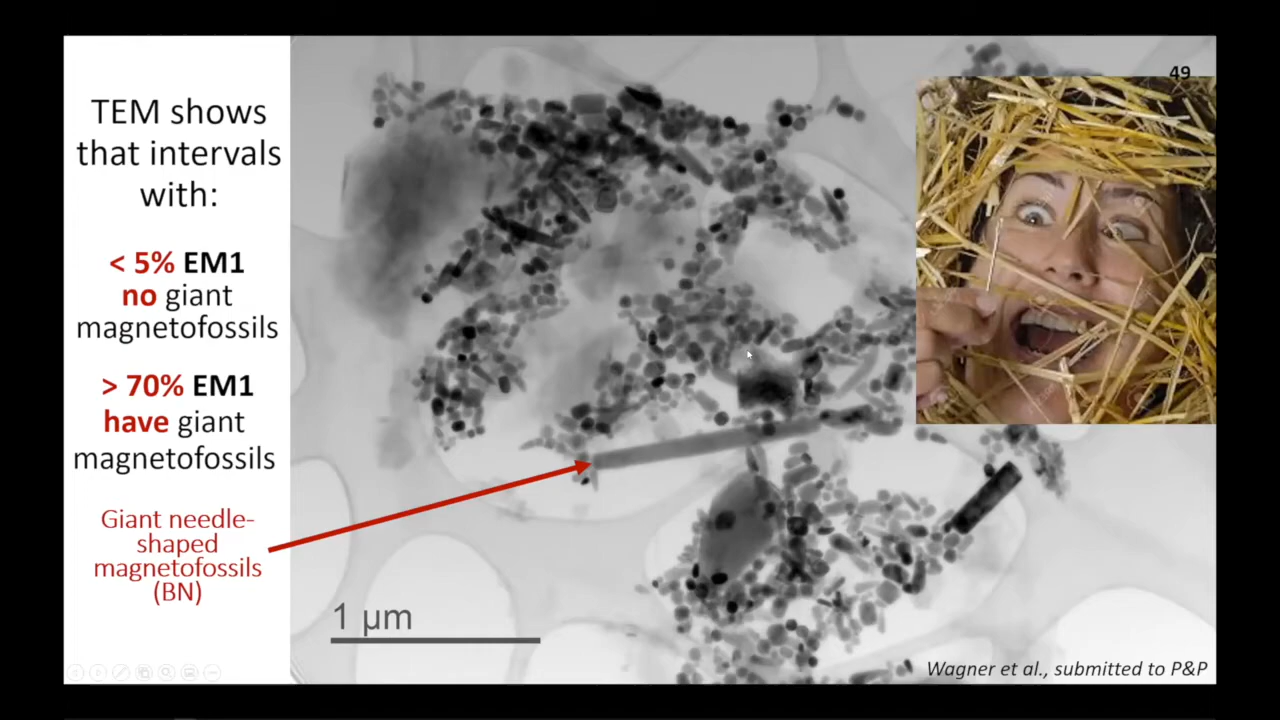 49
TEM shows
that intervals
with:
< 5% EM1
no giant
magnetofossils
> 70% EM1
have giant
magnetofossils
Giant needle-
shaped
magnetofossils
(BN)
1 µm
Wagner et al., submitted to P&P